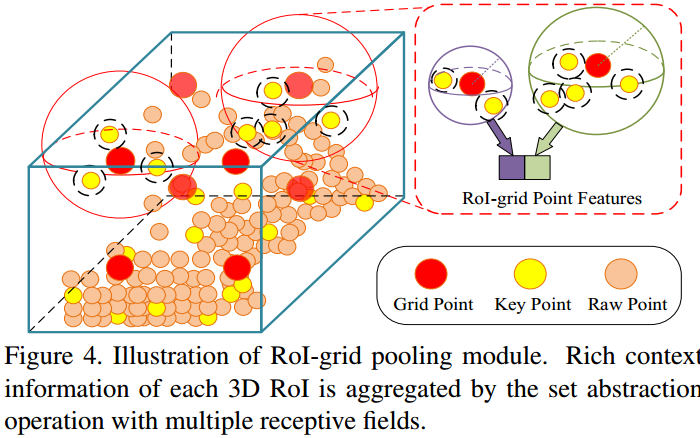 RoI-grid Point Features
Grid Point Key Point Raw Point
Figure 4. Illustration of RoI-grid pooling module. Rich context
information of each 3D RoI is aggregated by the set abstraction
operation with multiple receptive fields.